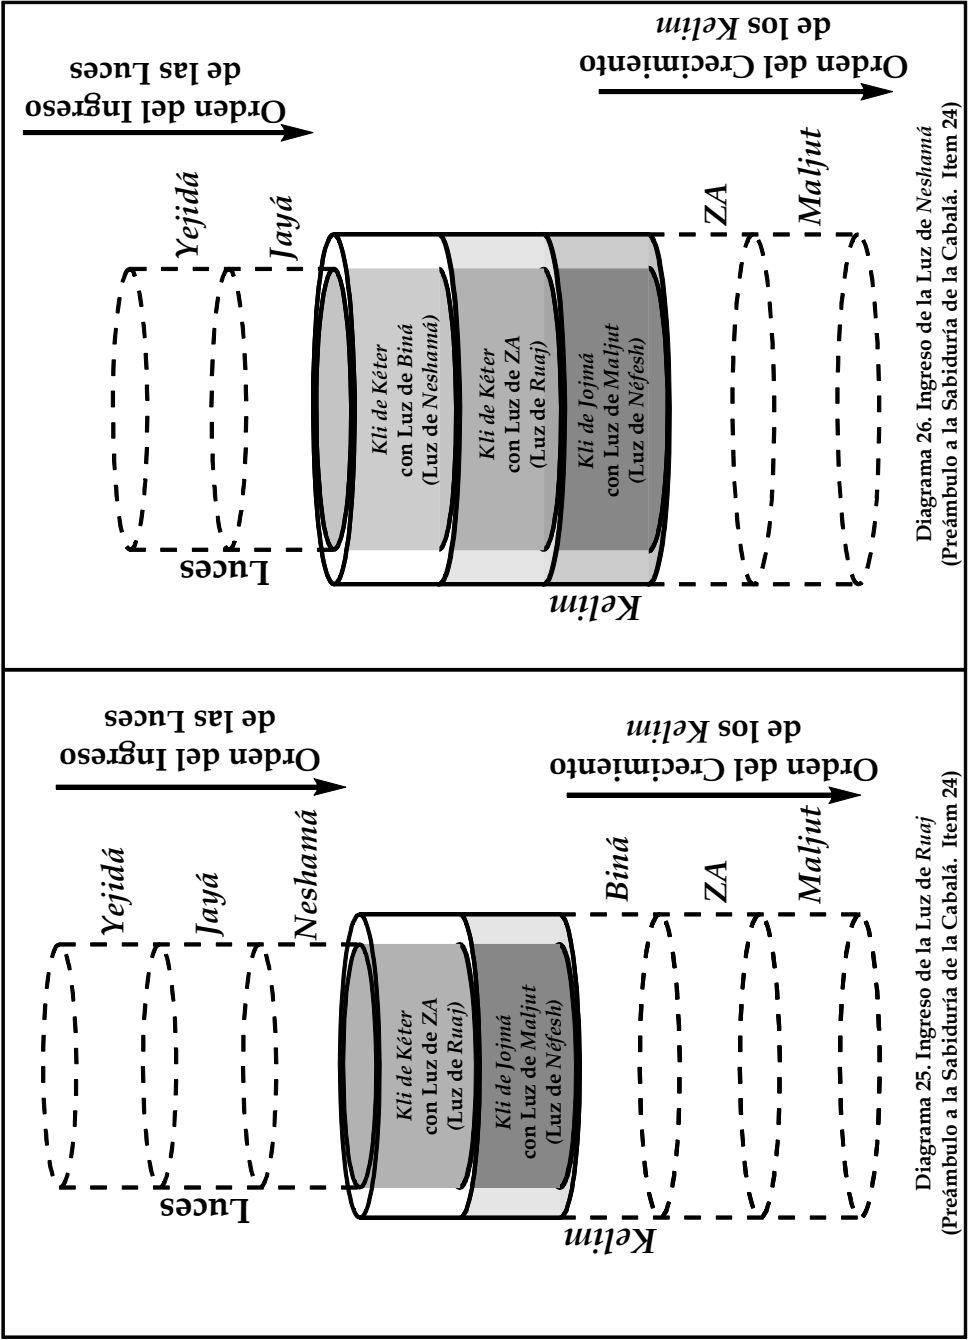 Orden del Ingreso
de las Luces
Yejidá
Jayá
Neshamá
Luces
Kli de Kéter
con Luz de ZA
(Luz de Ruaj)
Kli de Jojmá
con Luz de Maljut
(Luz de Néfesh)
Kelim
Orden del Crecimiento
de los Kelim
Biná
ZA
Maljut
Diagrama 25. Ingreso de la Luz de Ruaj
(Preámbulo a la Sabiduría de la Cabalá. Item 24)
Orden del Ingreso
de las Luces
Yejidá
Jayá
Luces
Kli de Kéter
con Luz de Biná
(Luz de Neshamá)
Kli de Kéter
con Luz de ZA
(Luz de Ruaj)
Kli de Jojmá
con Luz de Maljut
(Luz de Néfesh)
Kelim
Orden del Crecimiento
de los Kelim
ZA
Maljut
Diagrama 26. Ingreso de la Luz de Neshamá
(Preámbulo a la Sabiduría de la Cabalá. Item 24)